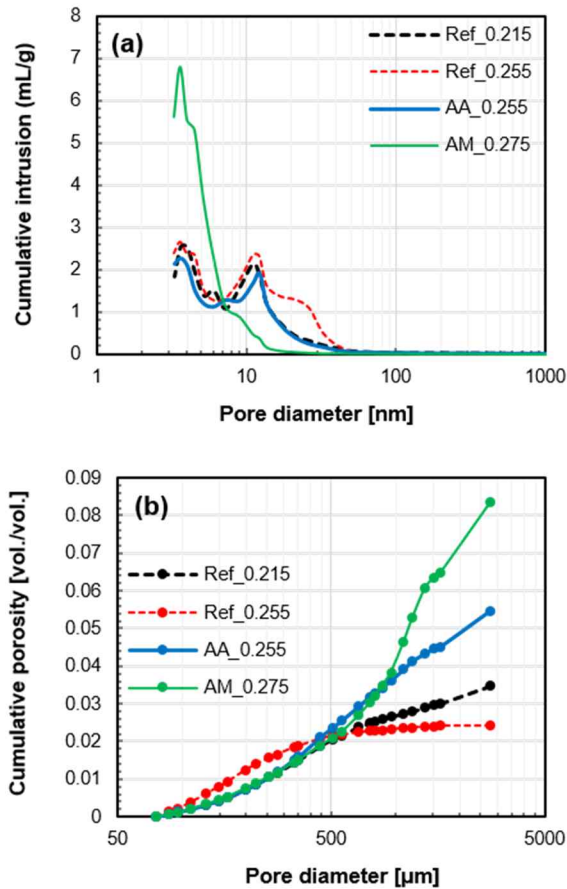 (a)
Cumulative intrusion (mL/g)
8
7
6
5
4
3
2
1
0
Ref_0.215
Ref_0.255
AA_0.255
AM_0.275
1 10 100 1000
Pore diameter [nm]
(b)
Cumulative porosity [vol./vol.]
0.09
0.08
0.07
0.06
0.05
0.04
0.03
0.02
0.01
0
Ref_0.215
Ref_0.255
AA_0.255
AM_0.275
50 500 5000
Pore diameter [µm]